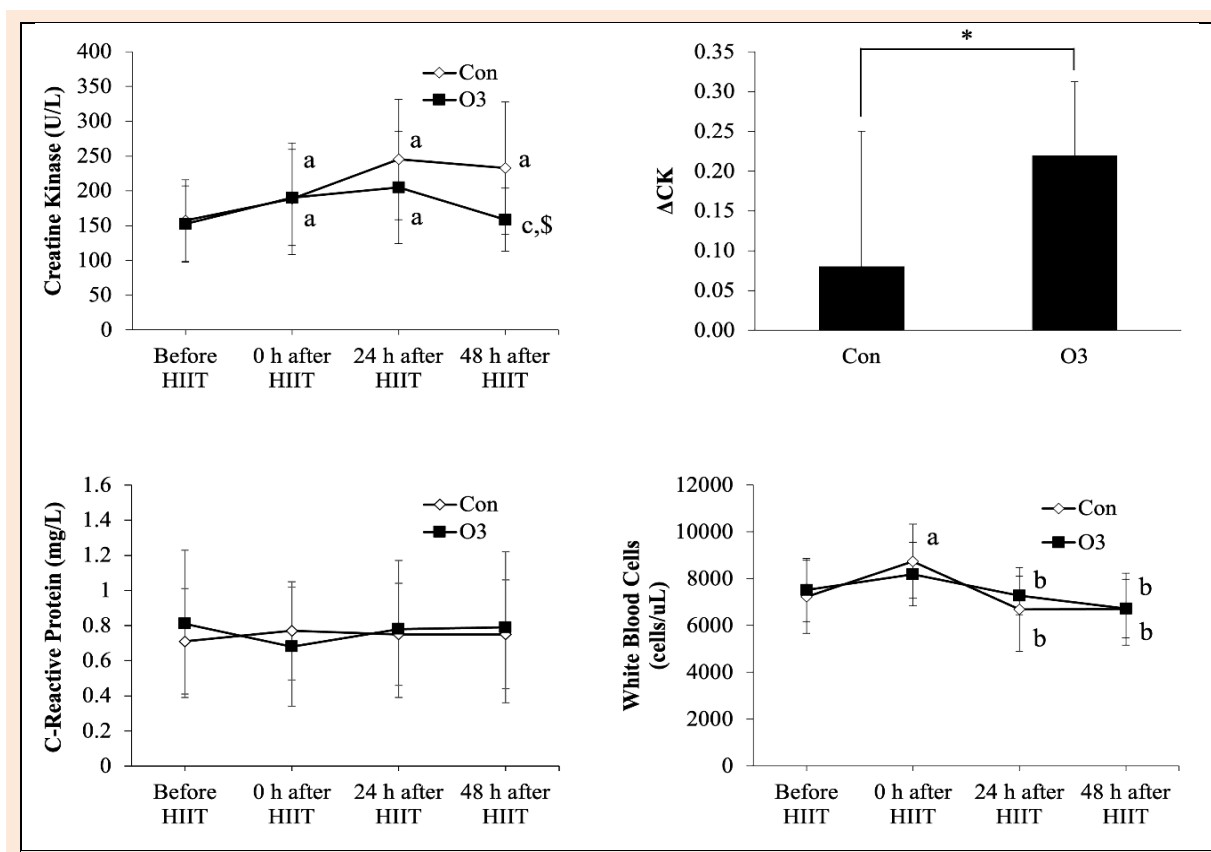 Creatine Kinase (U/L)
400
350
300
250
200
150
100
50
0
Con
O3
a
a
a
a
a
c,$
Before
HIIT
0 h after
HIIT
24 h after
HIIT
48 h after
HIIT
ΔCK
0.35
0.30
0.25
0.20
0.15
0.10
0.05
0.00
*
Con
O3
C-Reactive Protein (mg/L)
1.6
1.4
1.2
1
0.8
0.6
0.4
0.2
0
Con
O3
Before
HIIT
0 h after
HIIT
24 h after
HIIT
48 h after
HIIT
White Blood Cells
(cells/uL)
12000
10000
8000
6000
4000
2000
0
Con
O3
a
b
b
b
b
Before
HIIT
0 h after
HIIT
24 h after
HIIT
48 h after
HIIT